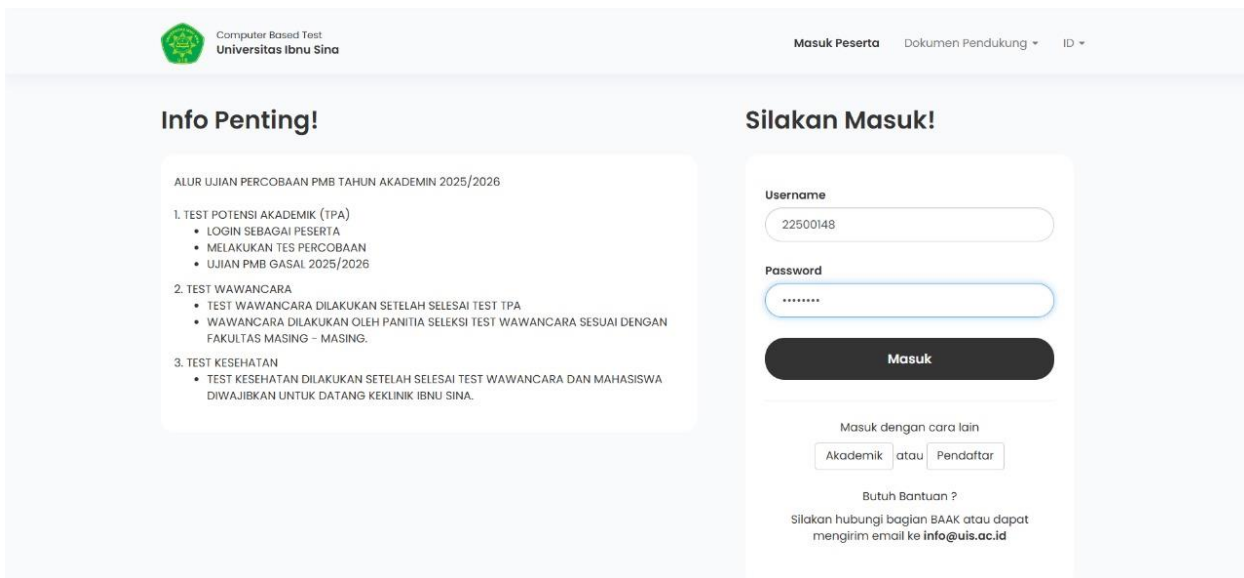 Computer Based Test
Universitas Ibnu Sina
Masuk Peserta
Dokumen Pendukung
ID
Info Penting!
ALUR UJIAN PERCOBAAN PMB TAHUN AKADEMIN 2025/2026
1. TEST POTENSI AKADEMIK (TPA)
• LOGIN SEBAGAI PESERTA
• MELAKUKAN TES PERCOBAAN
• UJIAN PMB GASAL 2025/2026
2. TEST WAWANCARA
• TEST WAWANCARA DILAKUKAN SETELAH SELESAI TEST TPA
• WAWANCARA DILAKUKAN OLEH PANITIA SELEKSI TEST WAWANCARA SESUAI DENGAN
FAKULTAS MASING - MASING.
3. TEST KESEHATAN
• TEST KESEHATAN DILAKUKAN SETELAH SELESAI TEST WAWANCARA DAN MAHASISWA
DIWAJIBKAN UNTUK DATANG KEKLINIK IBNU SINA.
Silakan Masuk!
Username
22500148
Password
••••••••
Masuk
Masuk dengan cara lain
Akademik atau Pendaftar
Butuh Bantuan ?
Silakan hubungi bagian BAAK atau dapat
mengirim email ke info@uis.ac.id